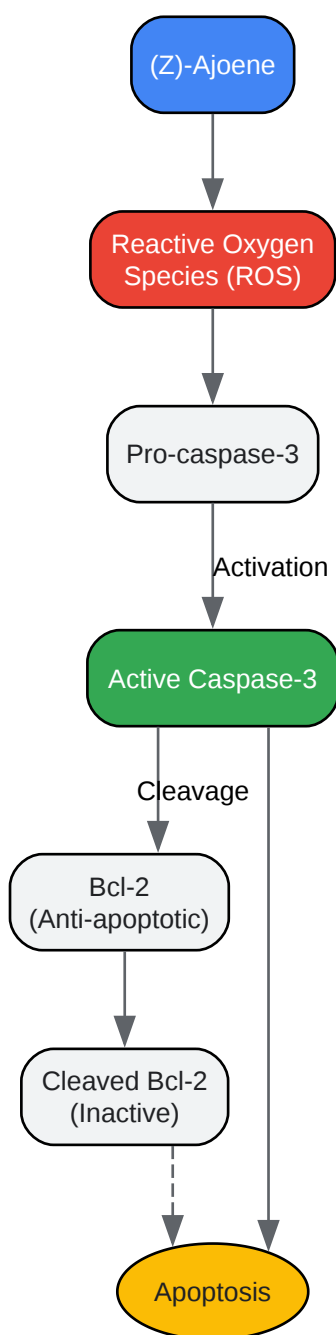 (Z)-Ajoene
Reactive Oxygen
Species (ROS)
Pro-caspase-3
Activation
Active Caspase-3
Cleavage
Bcl-2
(Anti-apoptotic)
Cleaved Bcl-2
(Inactive)
Apoptosis